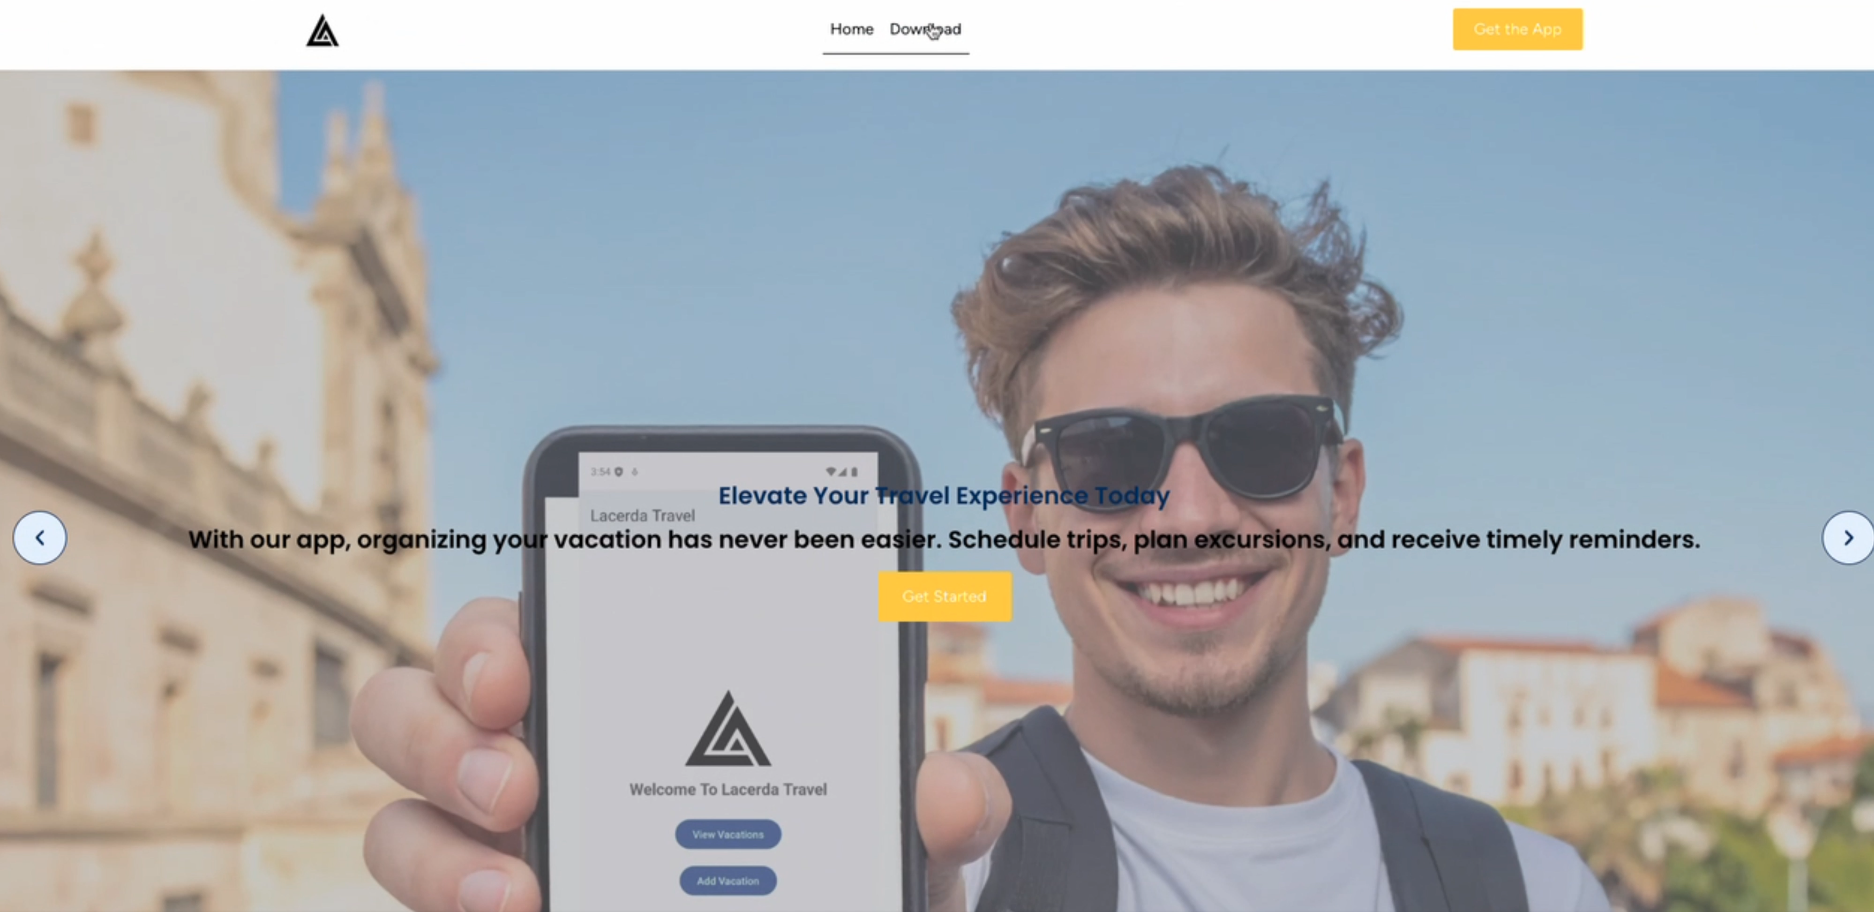 Home Download
Get the App
3:54
Elevate Your Travel Experience Today
Lacerda Travel
With our app, organizing your vacation has never been easier. Schedule trips, plan excursions, and receive timely reminders.
Get Started
Welcome To Lacerda Travel
View Vacations
Add Vacation